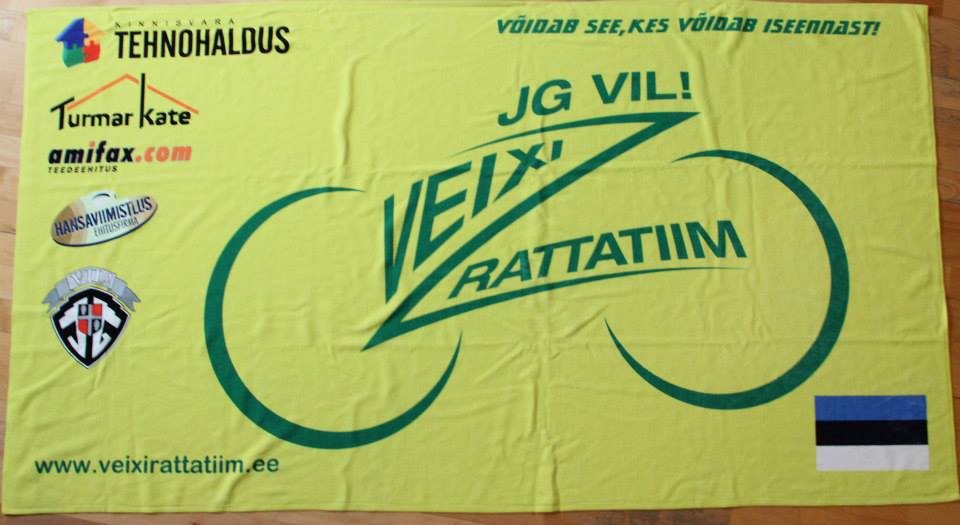 KINNISVARA
TEHNOHALDUS
VÕIDAB SEE,KES VÕIDAB ISEENNAST!
Turmar Kate
amifax.com
TEEDEEHITUS
HANSAVIIMISTLUS
EHITUSFIRMA
JG VIL!
VEIXI
RATTATIIM
www.veixirattatiim.ee